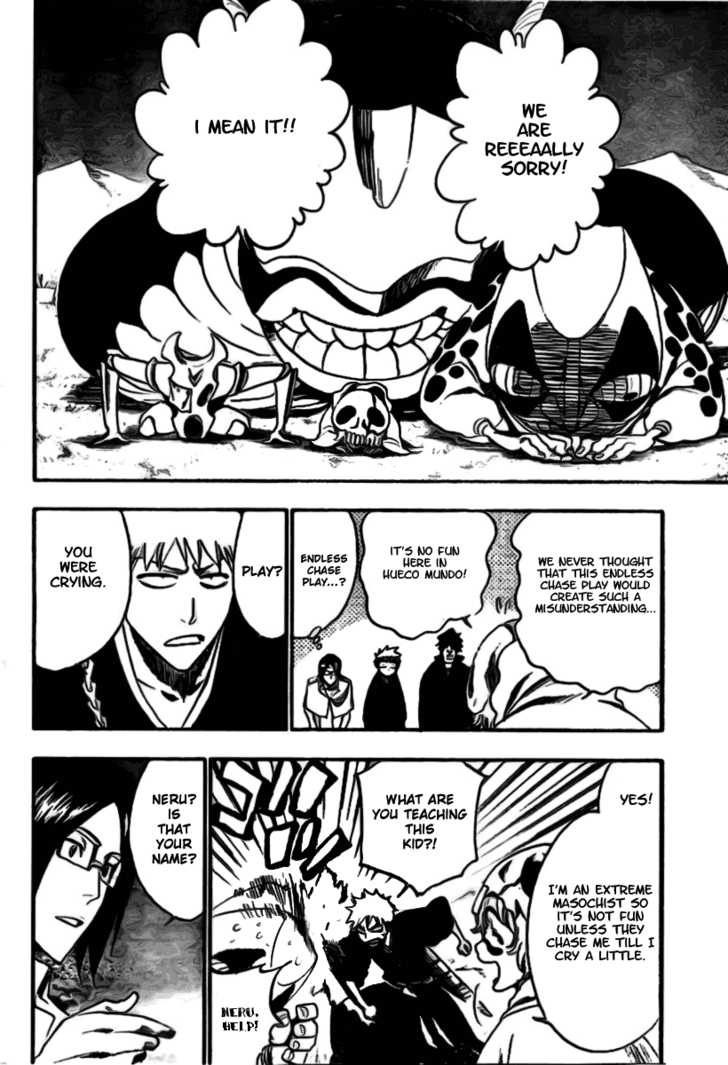 WE
ARE
REEEAALLY
SORRY!
I MEAN IT!!
WE NEVER THOUGHT
THAT THIS ENDLESS
CHASE PLAY WOULD
CREATE SUCH A
MISUNDERSTANDING...
IT'S NO FUN
HERE IN
HUECO MUNDO!
ENDLESS
CHASE
PLAY...?
PLAY?
YOU
WERE
CRYING.
YES!
I'M AN EXTREME
MASOCHIST SO
IT'S NOT FUN
UNLESS THEY
CHASE ME TILL I
CRY A LITTLE.
WHAT ARE
YOU TEACHING
THIS
KID?!
NERU,
HELP!
NERU?
IS
THAT
YOUR
NAME?